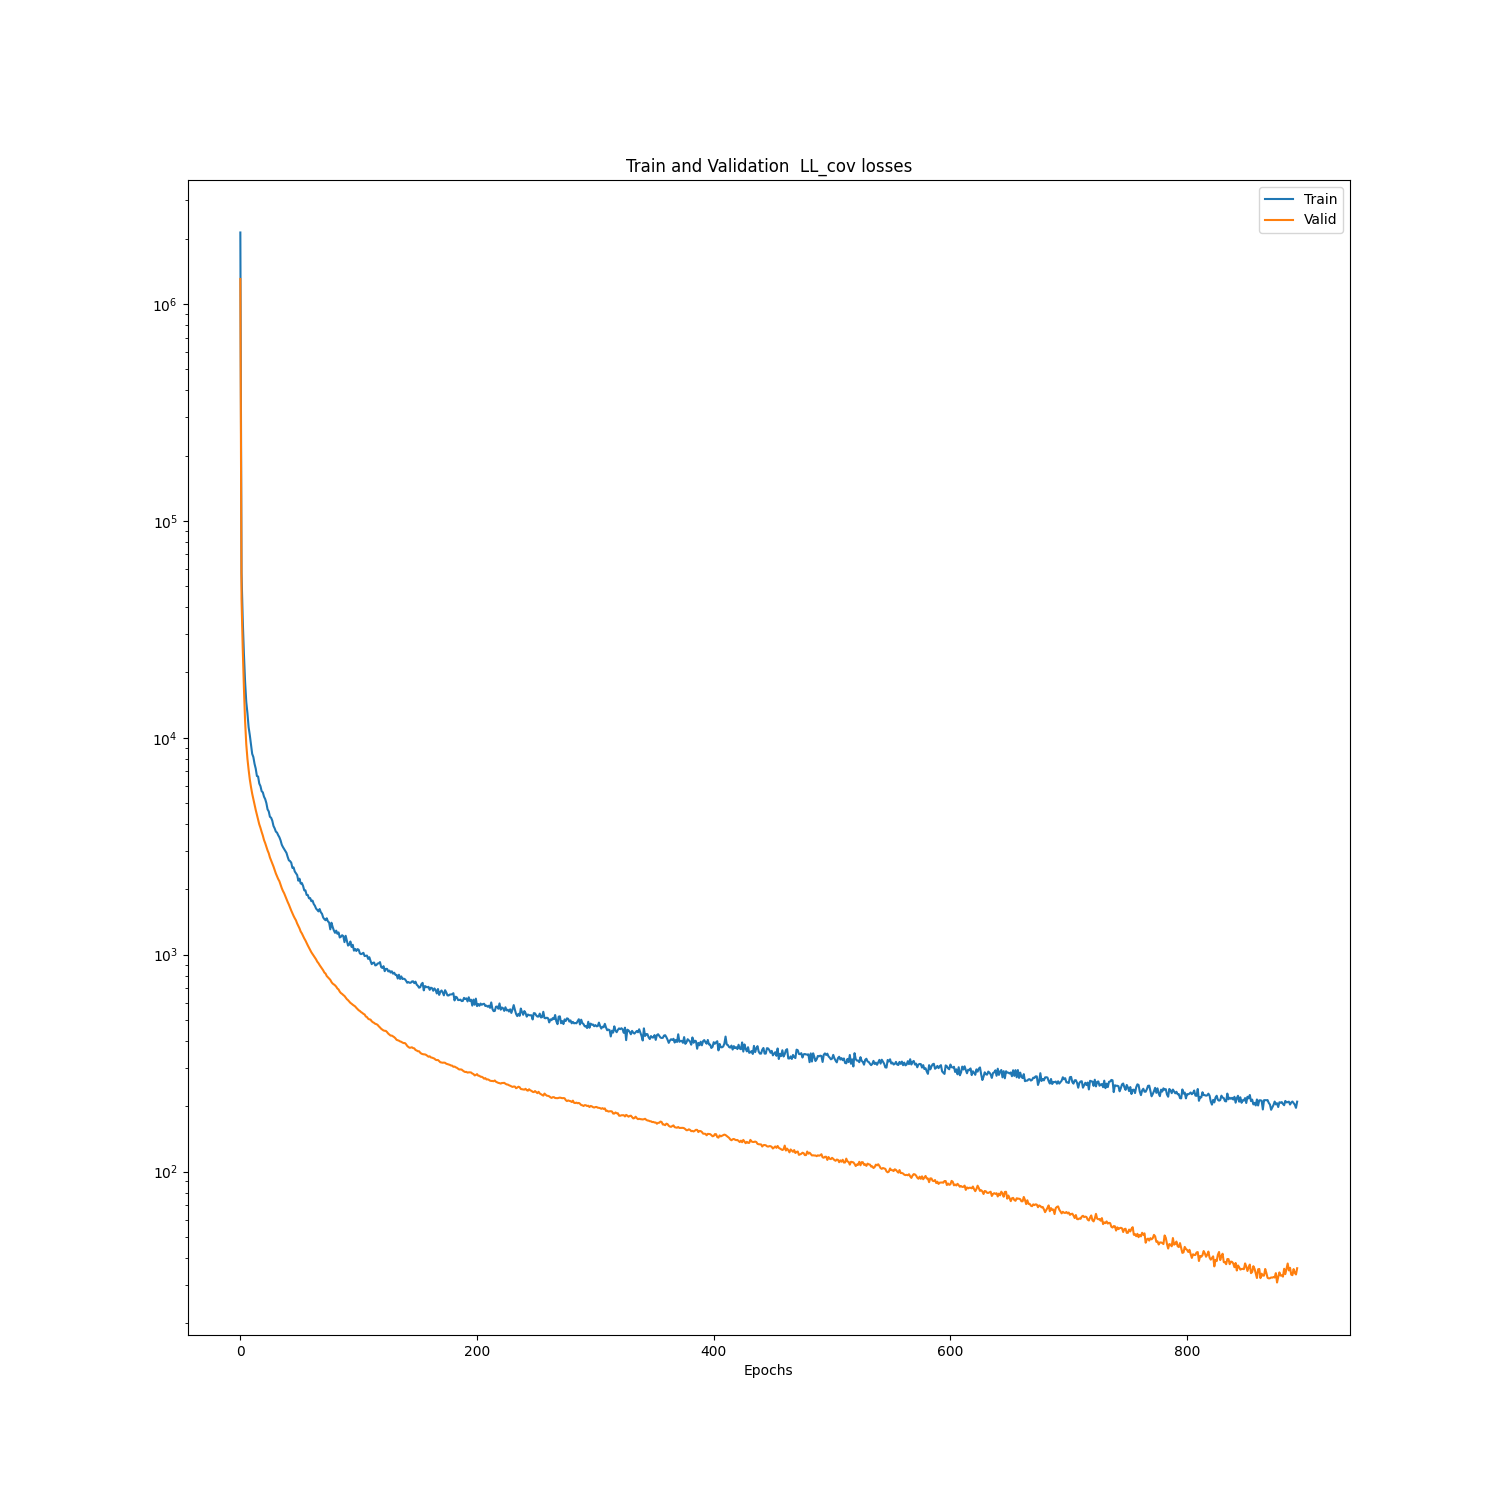 Train and Validation  LL_cov losses
Train
Valid
10⁶
10⁵
10⁴
10³
10²
0 200 400 600 800
Epochs